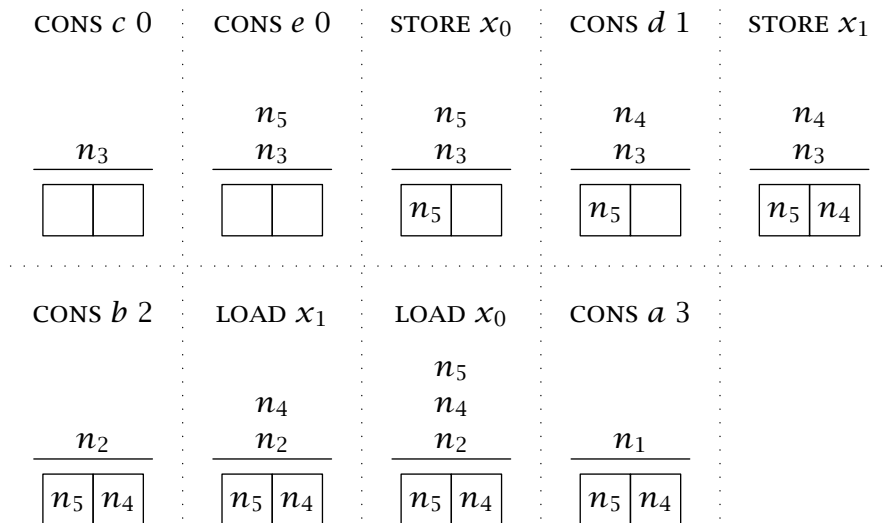 CONS c 0 CONS e 0 STORE x₀ CONS d 1 STORE x₁
n₅ n₅ n₄ n₄
n₃ n₃ n₃ n₃ n₃
n₅ n₅ n₅ n₄
CONS b 2 LOAD x₁ LOAD x₀ CONS a 3
n₅
n₄ n₄
n₂ n₂ n₂ n₁
n₅ n₄ n₅ n₄ n₅ n₄ n₅ n₄